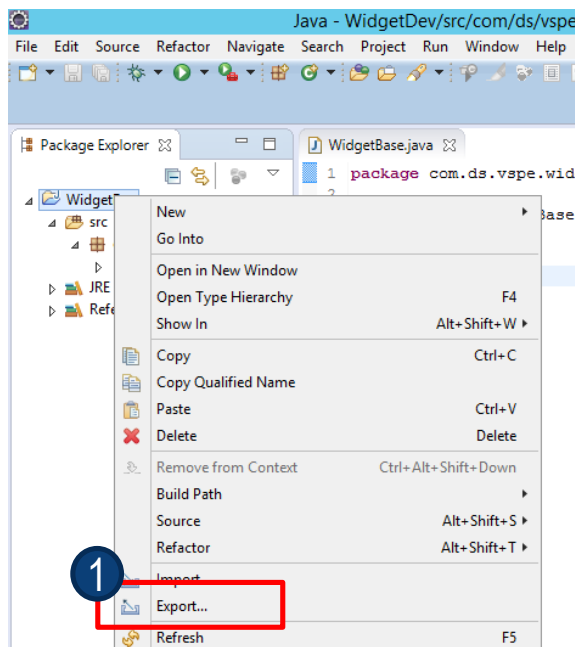 Java - WidgetDev/src/com/ds/vspe
File Edit Source Refactor Navigate Search Project Run Window Help
Package Explorer
WidgetBase.java
1 package com.ds.vspe.wid
2
Base
src
JRE
Refe
New
Go Into
Open in New Window
Open Type Hierarchy F4
Show In Alt+Shift+W
Copy Ctrl+C
Copy Qualified Name
Paste Ctrl+V
Delete Delete
Remove from Context Ctrl+Alt+Shift+Down
Build Path
Source Alt+Shift+S
Refactor Alt+Shift+T
Import...
1
Export...
Refresh F5